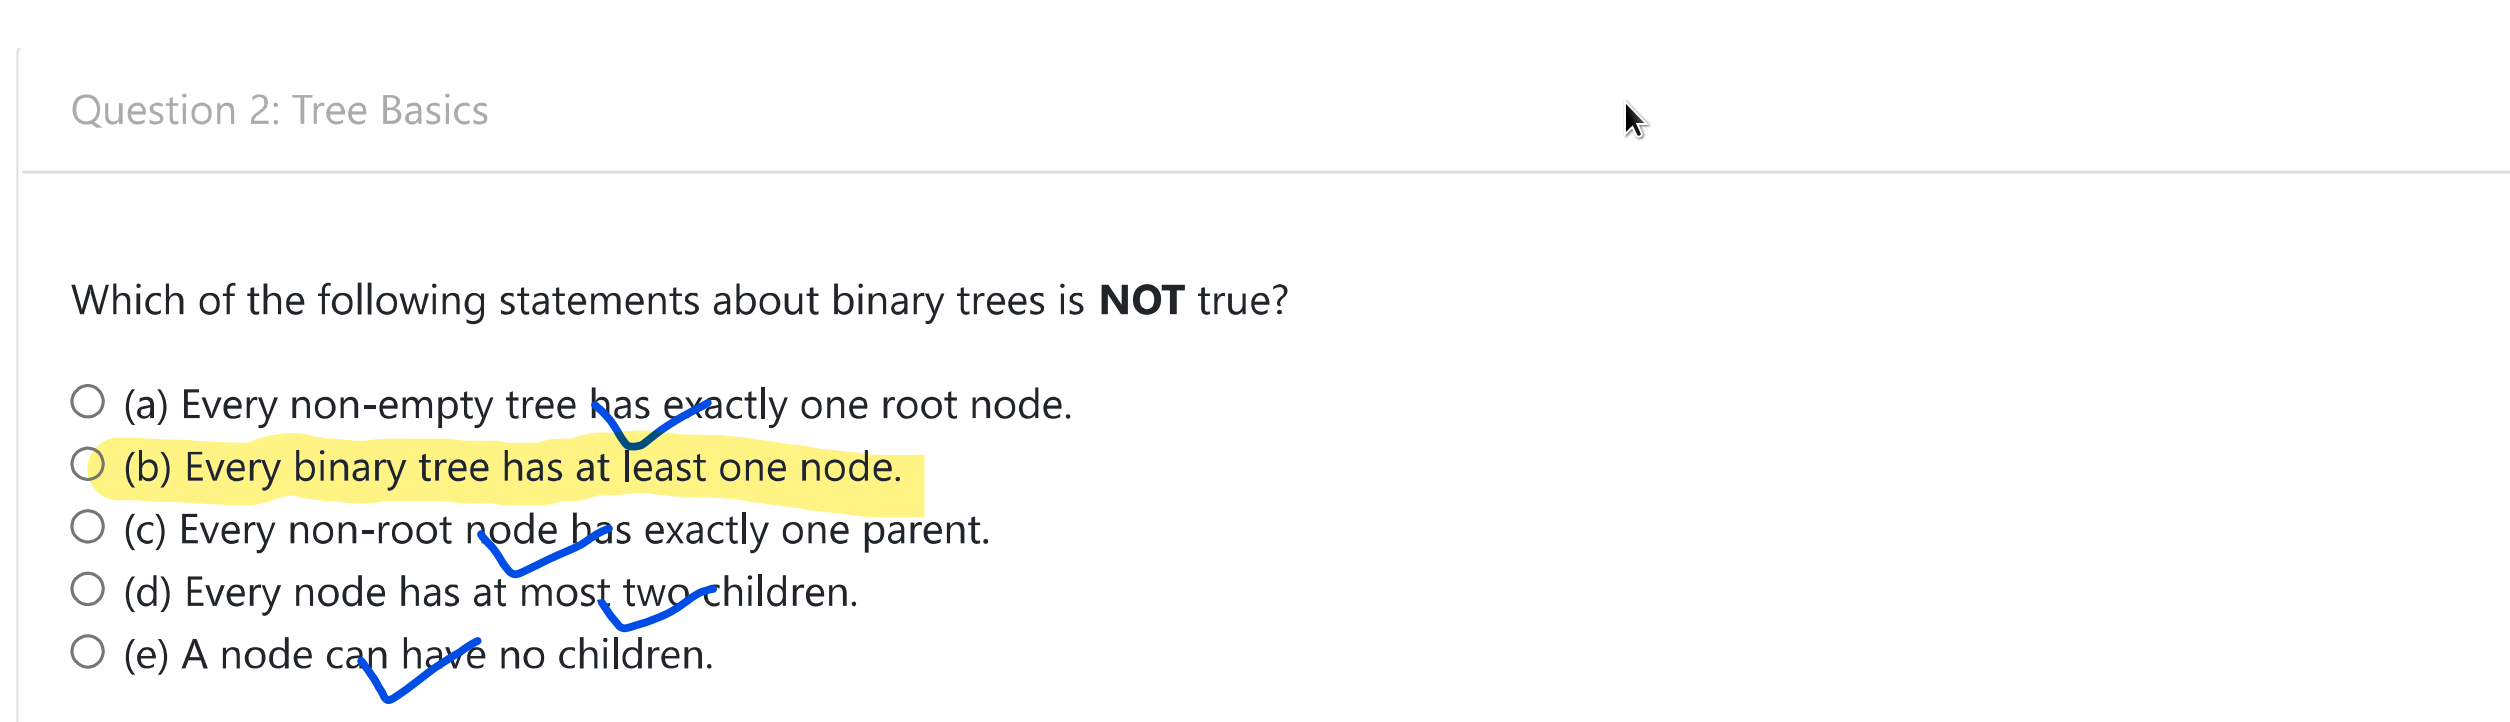 Question 2: Tree Basics
Which of the following statements about binary trees is NOT true?
(a) Every non-empty tree has exactly one root node.
(b) Every binary tree has at least one node.
(c) Every non-root node has exactly one parent.
(d) Every node has at most two children.
(e) A node can have no children.